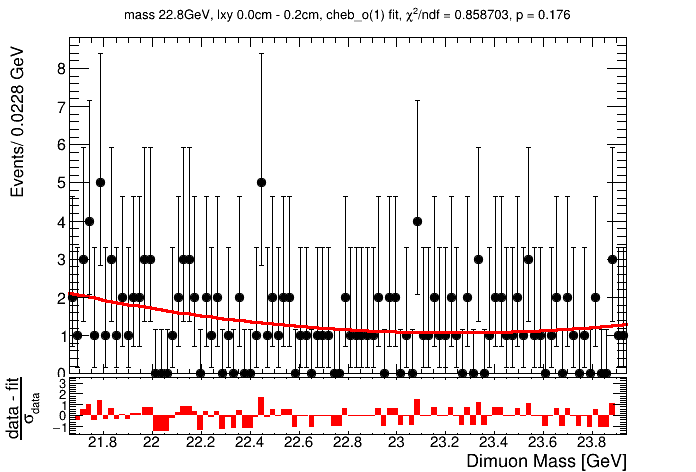 mass 22.8GeV, lxy 0.0cm - 0.2cm, cheb_o(1) fit, χ²/ndf = 0.858703, p = 0.176
Events/ 0.0228 GeV
8
7
6
5
4
3
2
1
0
data - fit
σdata
3
2
1
0
−1
21.8 22 22.2 22.4 22.6 22.8 23 23.2 23.4 23.6 23.8
Dimuon Mass [GeV]